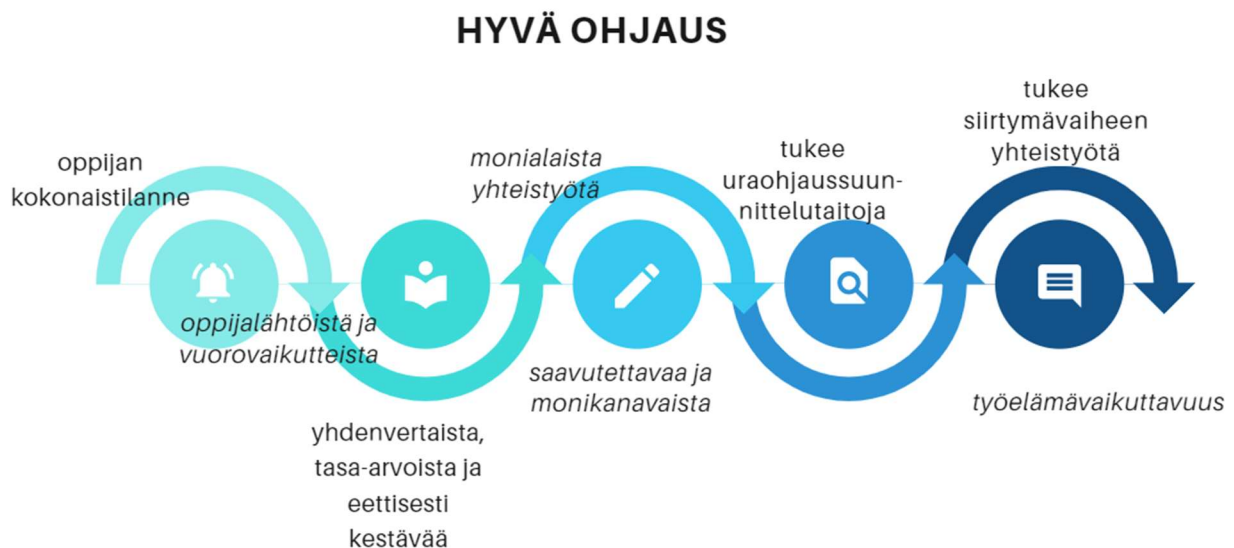 HYVÄ OHJAUS
oppijan
kokonaistilanne
oppijalähtöistä ja
vuorovaikutteista
yhdenvertaista,
tasa-arvoista ja
eettisesti
kestävää
monialaista
yhteistyötä
saavutettavaa ja
monikanavaista
tukee
uraohjaussuun-
nittelutaitoja
tukee
siirtymävaiheen
yhteistyötä
työelämävaikuttavuus